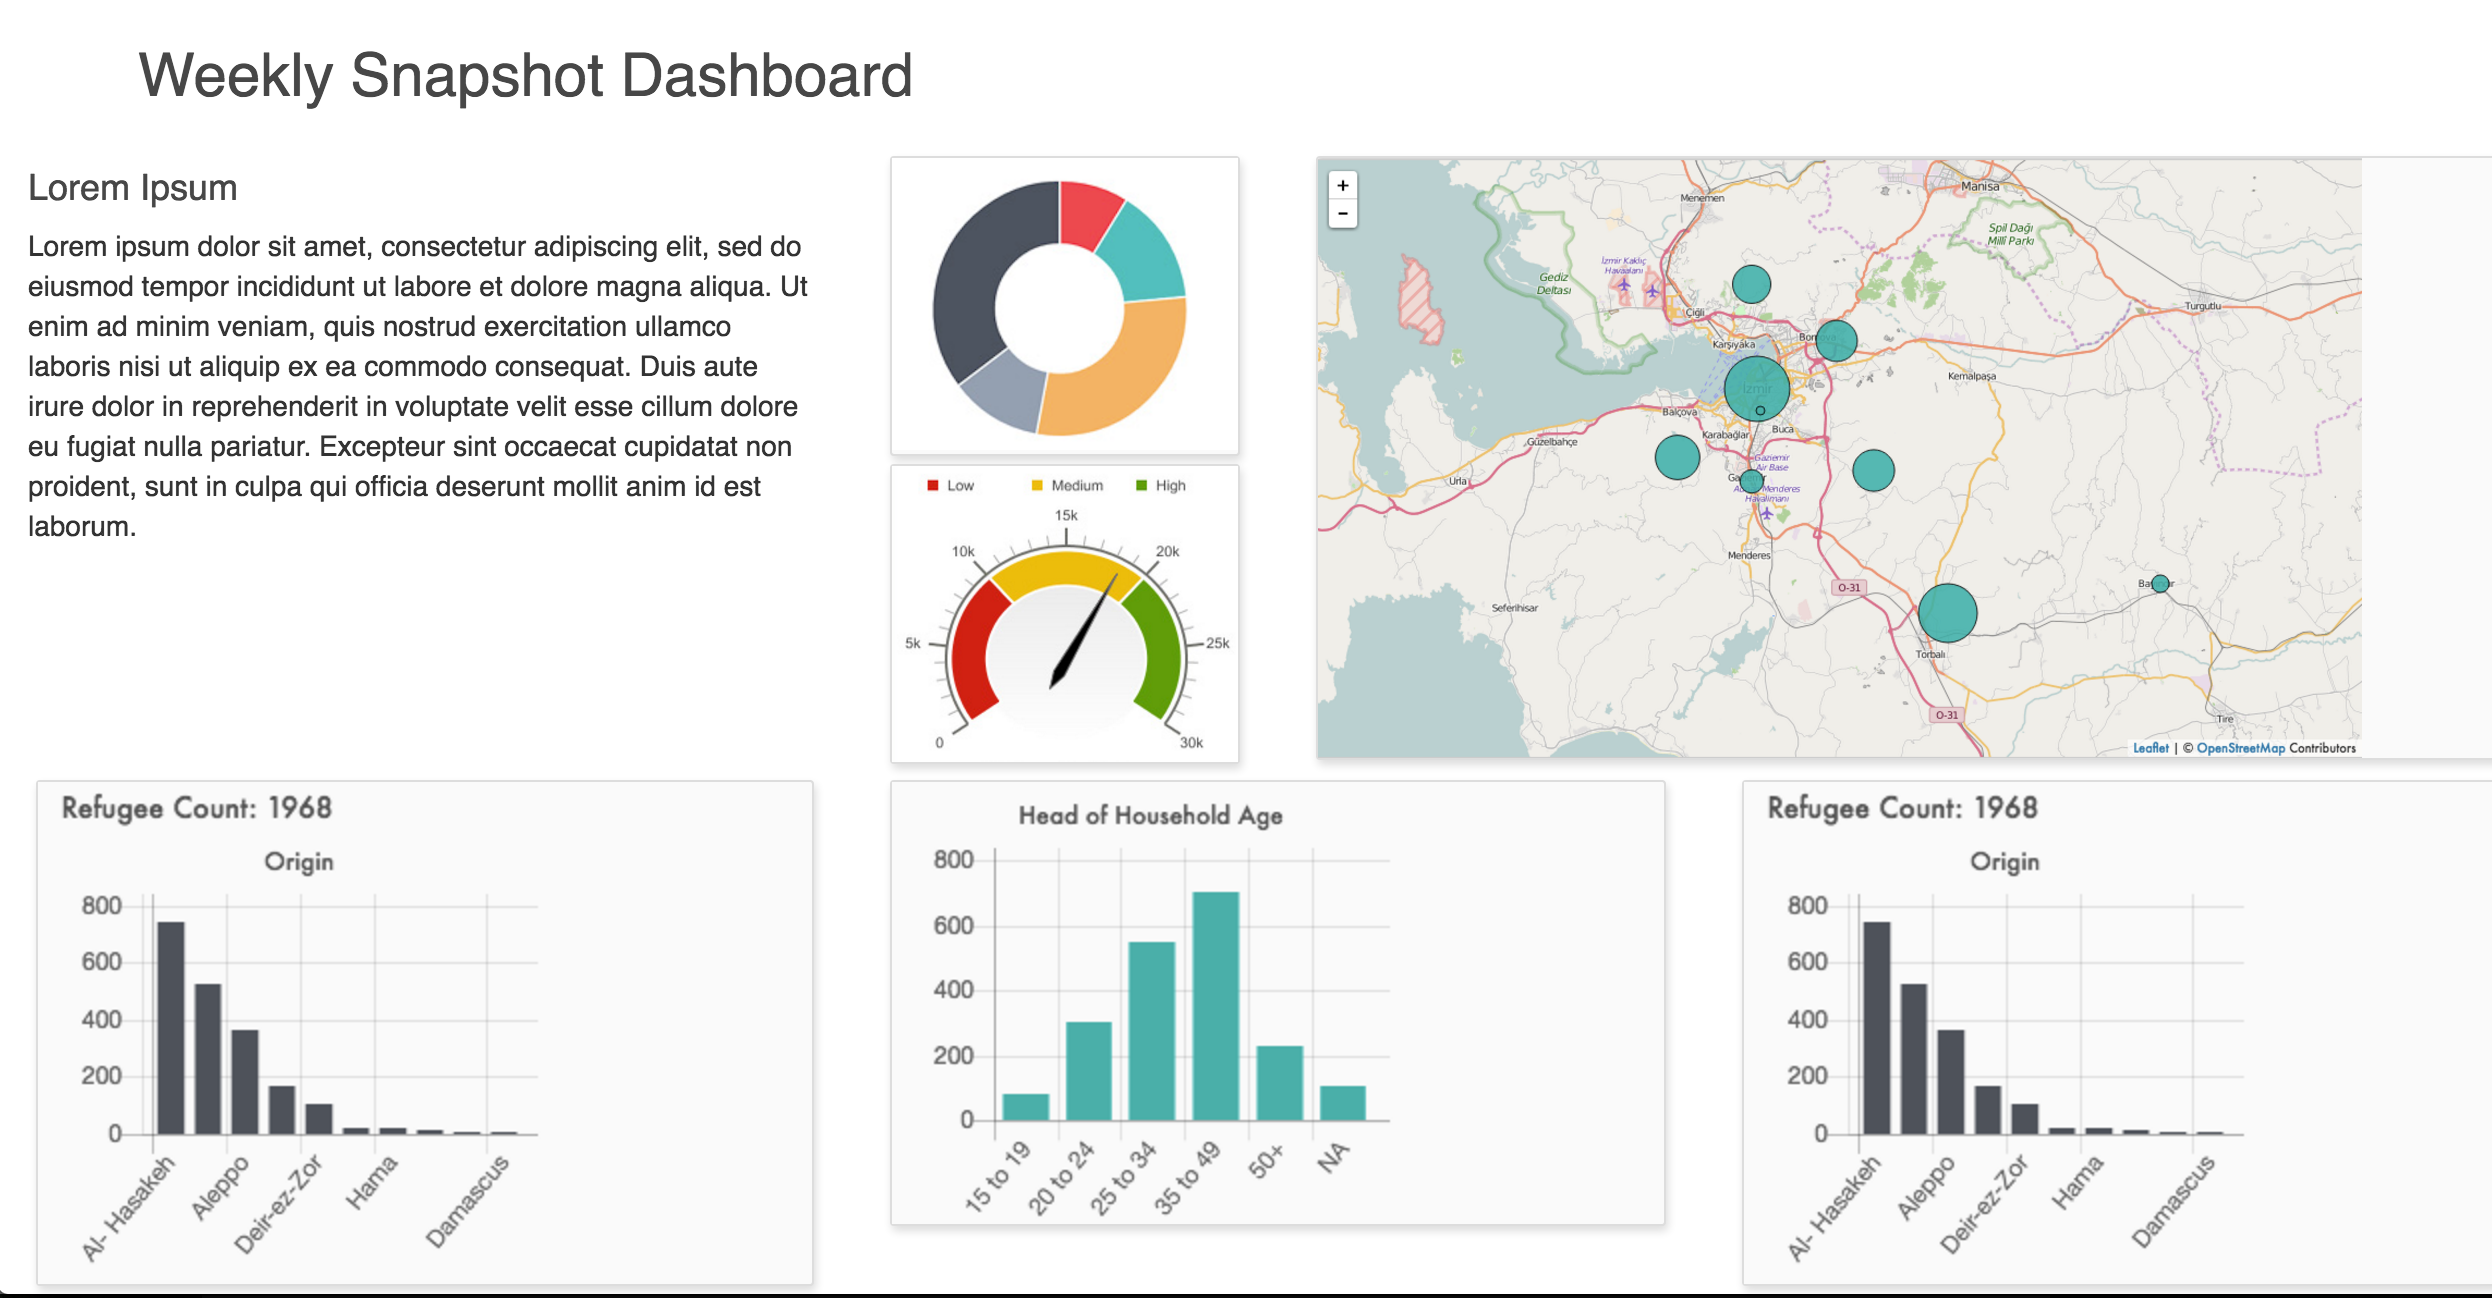 Weekly Snapshot Dashboard
Lorem Ipsum
Lorem ipsum dolor sit amet, consectetur adipiscing elit, sed do
eiusmod tempor incididunt ut labore et dolore magna aliqua. Ut
enim ad minim veniam, quis nostrud exercitation ullamco
laboris nisi ut aliquip ex ea commodo consequat. Duis aute
irure dolor in reprehenderit in voluptate velit esse cillum dolore
eu fugiat nulla pariatur. Excepteur sint occaecat cupidatat non
proident, sunt in culpa qui officia deserunt mollit anim id est
laborum.
Low Medium High
15k
10k 20k
5k 25k
0 30k
+
-
Manisa
Menemen
Spil Dağı
Milli Parkı
İzmir Kaklıç
Havaalanı
Gediz
Deltası
Turgutlu
Çiğli
Karşıyaka
Kemalpaşa
İzmir
Balçova
Buca
Karabağlar
Güzelbahçe
Gaziemir
Air Base
Urla
Menderes
Havalimanı
Menderes
O-31
Seferihisar
Torbalı
O-31
Tire
Leaflet | © OpenStreetMap Contributors
Refugee Count: 1968
Origin
800
600
400
200
0
Al- Hasakeh
Aleppo
Deir-ez-Zor
Hama
Damascus
Head of Household Age
800
600
400
200
0
15 to 19
20 to 24
25 to 34
35 to 49
50+
NA
Refugee Count: 1968
Origin
800
600
400
200
0
Al- Hasakeh
Aleppo
Deir-ez-Zor
Hama
Damascus